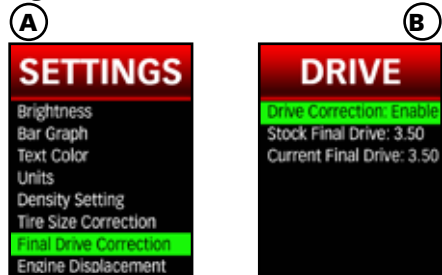 A
SETTINGS
Brightness
Bar Graph
Text Color
Units
Density Setting
Tire Size Correction
Final Drive Correction
Engine Displacement
B
DRIVE
Drive Correction: Enable
Stock Final Drive: 3.50
Current Final Drive: 3.50